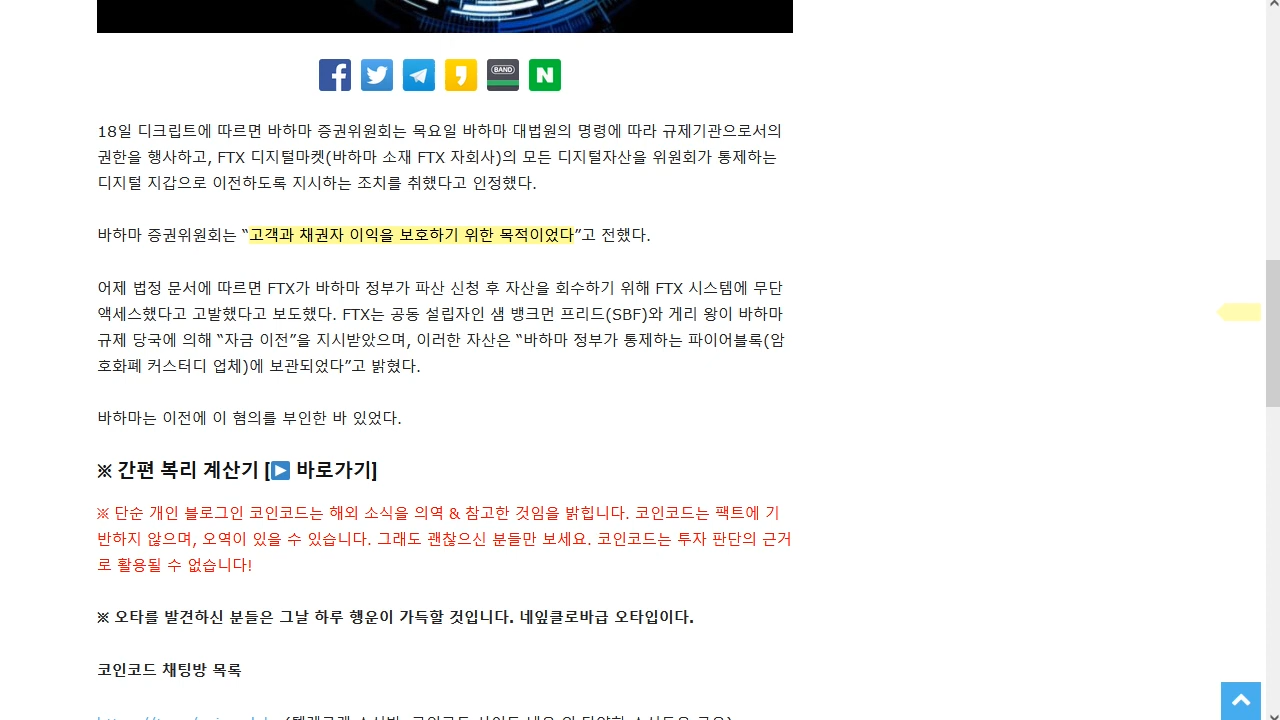 BAND
N
18일 디크립트에 따르면 바하마 증권위원회는 목요일 바하마 대법원의 명령에 따라 규제기관으로서의
권한을 행사하고, FTX 디지털마켓(바하마 소재 FTX 자회사)의 모든 디지털자산을 위원회가 통제하는
디지털 지갑으로 이전하도록 지시하는 조치를 취했다고 인정했다.
바하마 증권위원회는 “고객과 채권자 이익을 보호하기 위한 목적이었다”고 전했다.
어제 법정 문서에 따르면 FTX가 바하마 정부가 파산 신청 후 자산을 회수하기 위해 FTX 시스템에 무단
액세스했다고 고발했다고 보도했다. FTX는 공동 설립자인 샘 뱅크먼 프리드(SBF)와 게리 왕이 바하마
규제 당국에 의해 “자금 이전”을 지시받았으며, 이러한 자산은 “바하마 정부가 통제하는 파이어블록(암
호화폐 커스터디 업체)에 보관되었다”고 밝혔다.
바하마는 이전에 이 혐의를 부인한 바 있었다.
※ 간편 복리 계산기 [▶ 바로가기]
※ 단순 개인 블로그인 코인코드는 해외 소식을 의역 & 참고한 것임을 밝힙니다. 코인코드는 팩트에 기
반하지 않으며, 오역이 있을 수 있습니다. 그래도 괜찮으신 분들만 보세요. 코인코드는 투자 판단의 근거
로 활용될 수 없습니다!
※ 오타를 발견하신 분들은 그날 하루 행운이 가득할 것입니다. 네잎클로바급 오타입이다.
코인코드 채팅방 목록